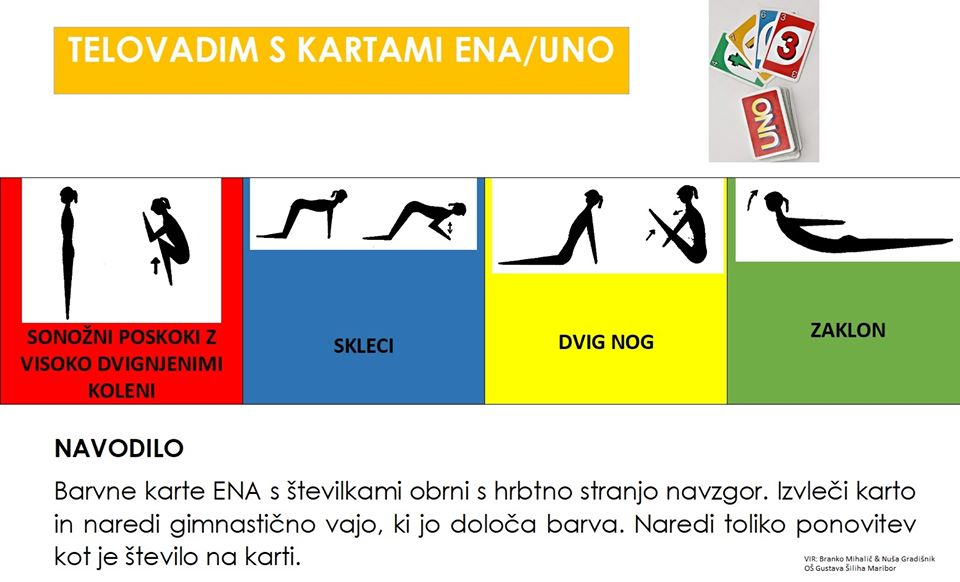 TELOVADIM S KARTAMI ENA/UNO
3
UNO
SONOŽNI POSKOKI Z
VISOKO DVIGNJENIMI
KOLENI
SKLECI
DVIG NOG
ZAKLON
NAVODILO
Barvne karte ENA s številkami obrni s hrbtno stranjo navzgor. Izvleči karto
in naredi gimnastično vajo, ki jo določa barva. Naredi toliko ponovitev
kot je število na karti.
VIR: Branko Mihalič & Nuša Gradišnik
OŠ Gustava Šiliha Maribor